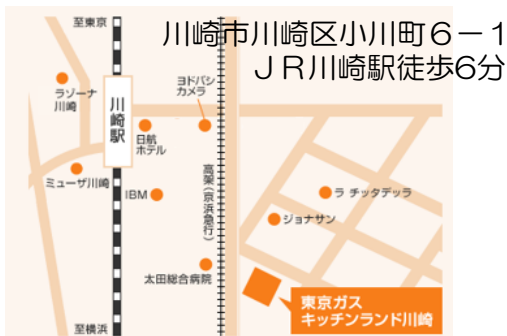 川崎市川崎区小川町6－1
JR川崎駅徒歩6分
至東京
ヨドバシ
カメラ
ラゾーナ
川崎
川崎駅
日航
ホテル
ミューザ川崎
IBM
高架(京浜急行)
ラ チッタデッラ
ジョナサン
太田総合病院
東京ガス
キッチンランド川崎
至横浜